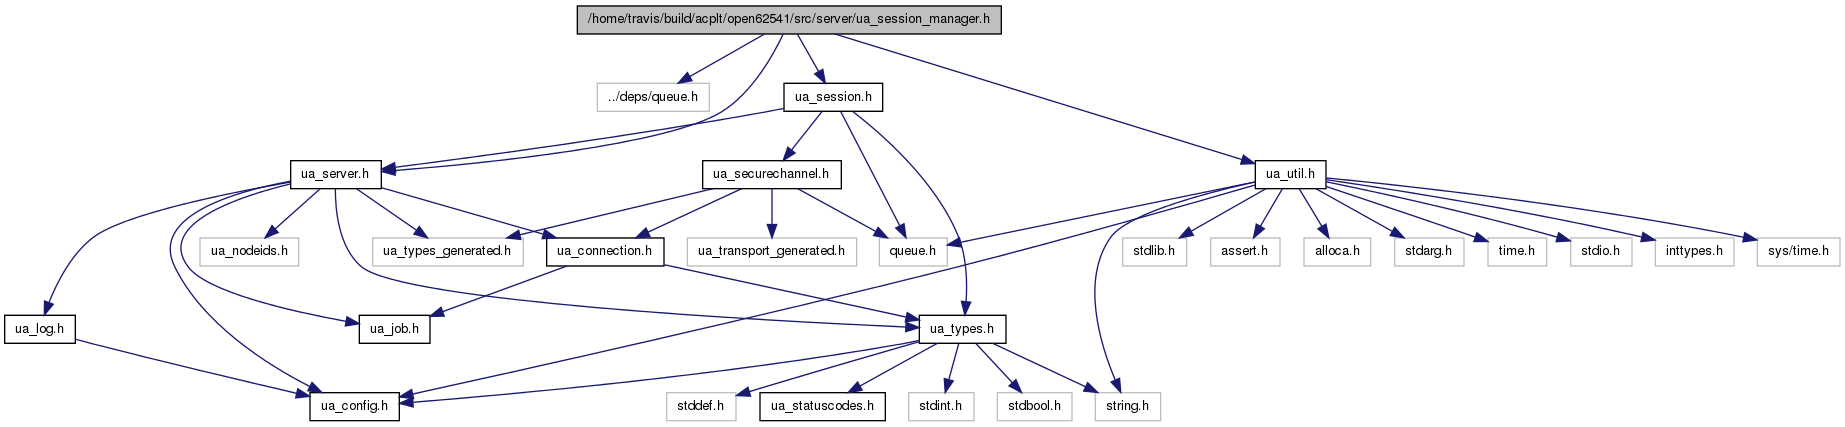 /home/travis/build/acplt/open62541/src/server/ua_session_manager.h
../deps/queue.h
ua_session.h
ua_server.h
ua_securechannel.h
ua_util.h
ua_nodeids.h
ua_types_generated.h
ua_connection.h
ua_transport_generated.h
queue.h
stdlib.h
assert.h
alloca.h
stdarg.h
time.h
stdio.h
inttypes.h
sys/time.h
ua_log.h
ua_job.h
ua_types.h
ua_config.h
stddef.h
ua_statuscodes.h
stdint.h
stdbool.h
string.h